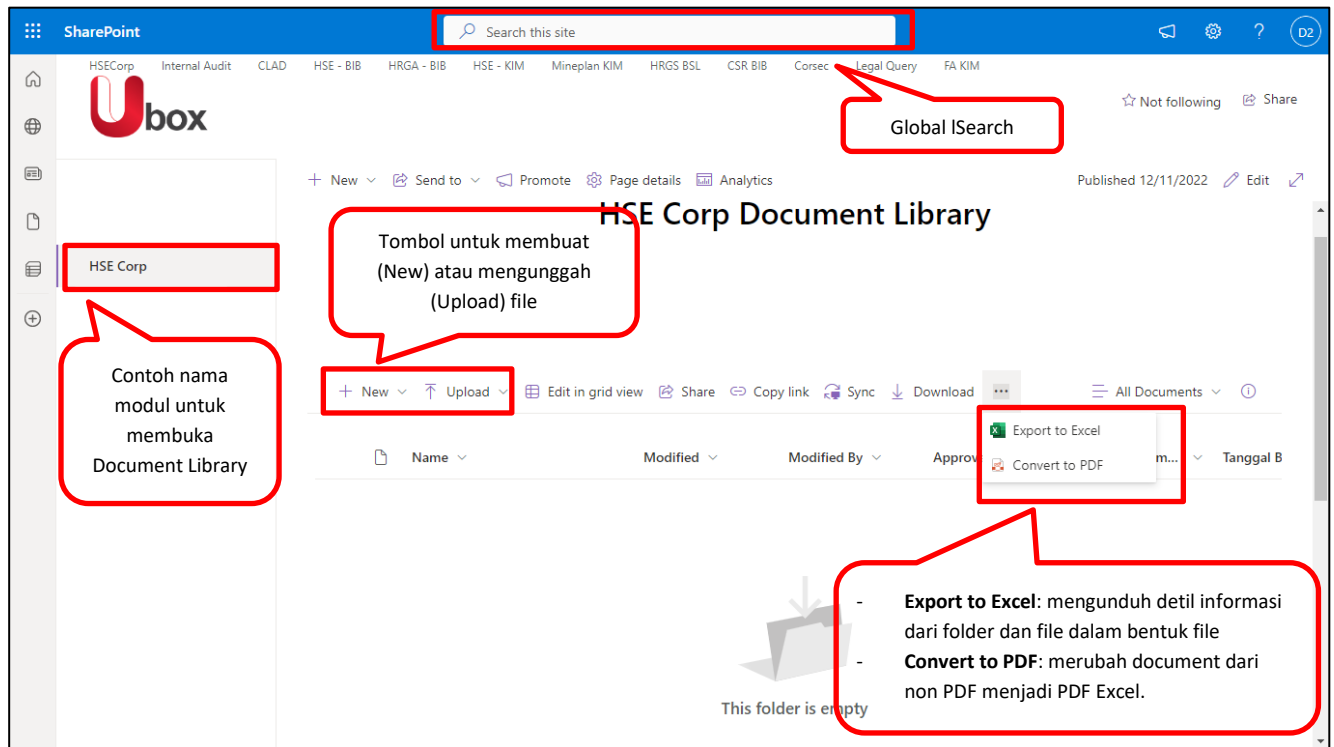 SharePoint
Search this site
D2
HSECorp Internal Audit CLAD HSE - BIB HRGA - BIB HSE - KIM Mineplan KIM HRGS BSL CSR BIB Corsec Legal Query FA KIM
Ubox
Not following Share
Global lSearch
New Send to Promote Page details Analytics
Published 12/11/2022 Edit
HSE Corp Document Library
Tombol untuk membuat
(New) atau mengunggah
(Upload) file
HSE Corp
Contoh nama
modul untuk
membuka
Document Library
New Upload Edit in grid view Share Copy link Sync Download ... All Documents
Export to Excel
Convert to PDF
Name Modified Modified By Approv m... Tanggal B
- Export to Excel: mengunduh detil informasi
dari folder dan file dalam bentuk file
- Convert to PDF: merubah document dari
non PDF menjadi PDF Excel.
This folder is empty